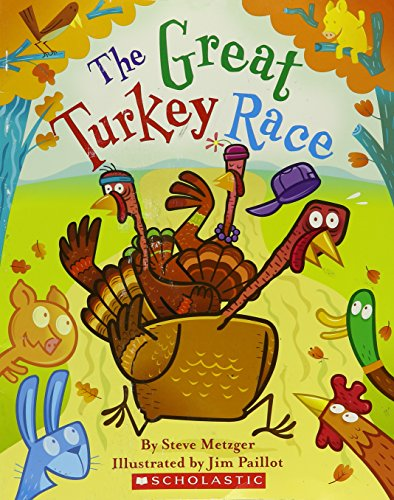 The Great
Turkey Race
By Steve Metzger
Illustrated by Jim Paillot
SCHOLASTIC